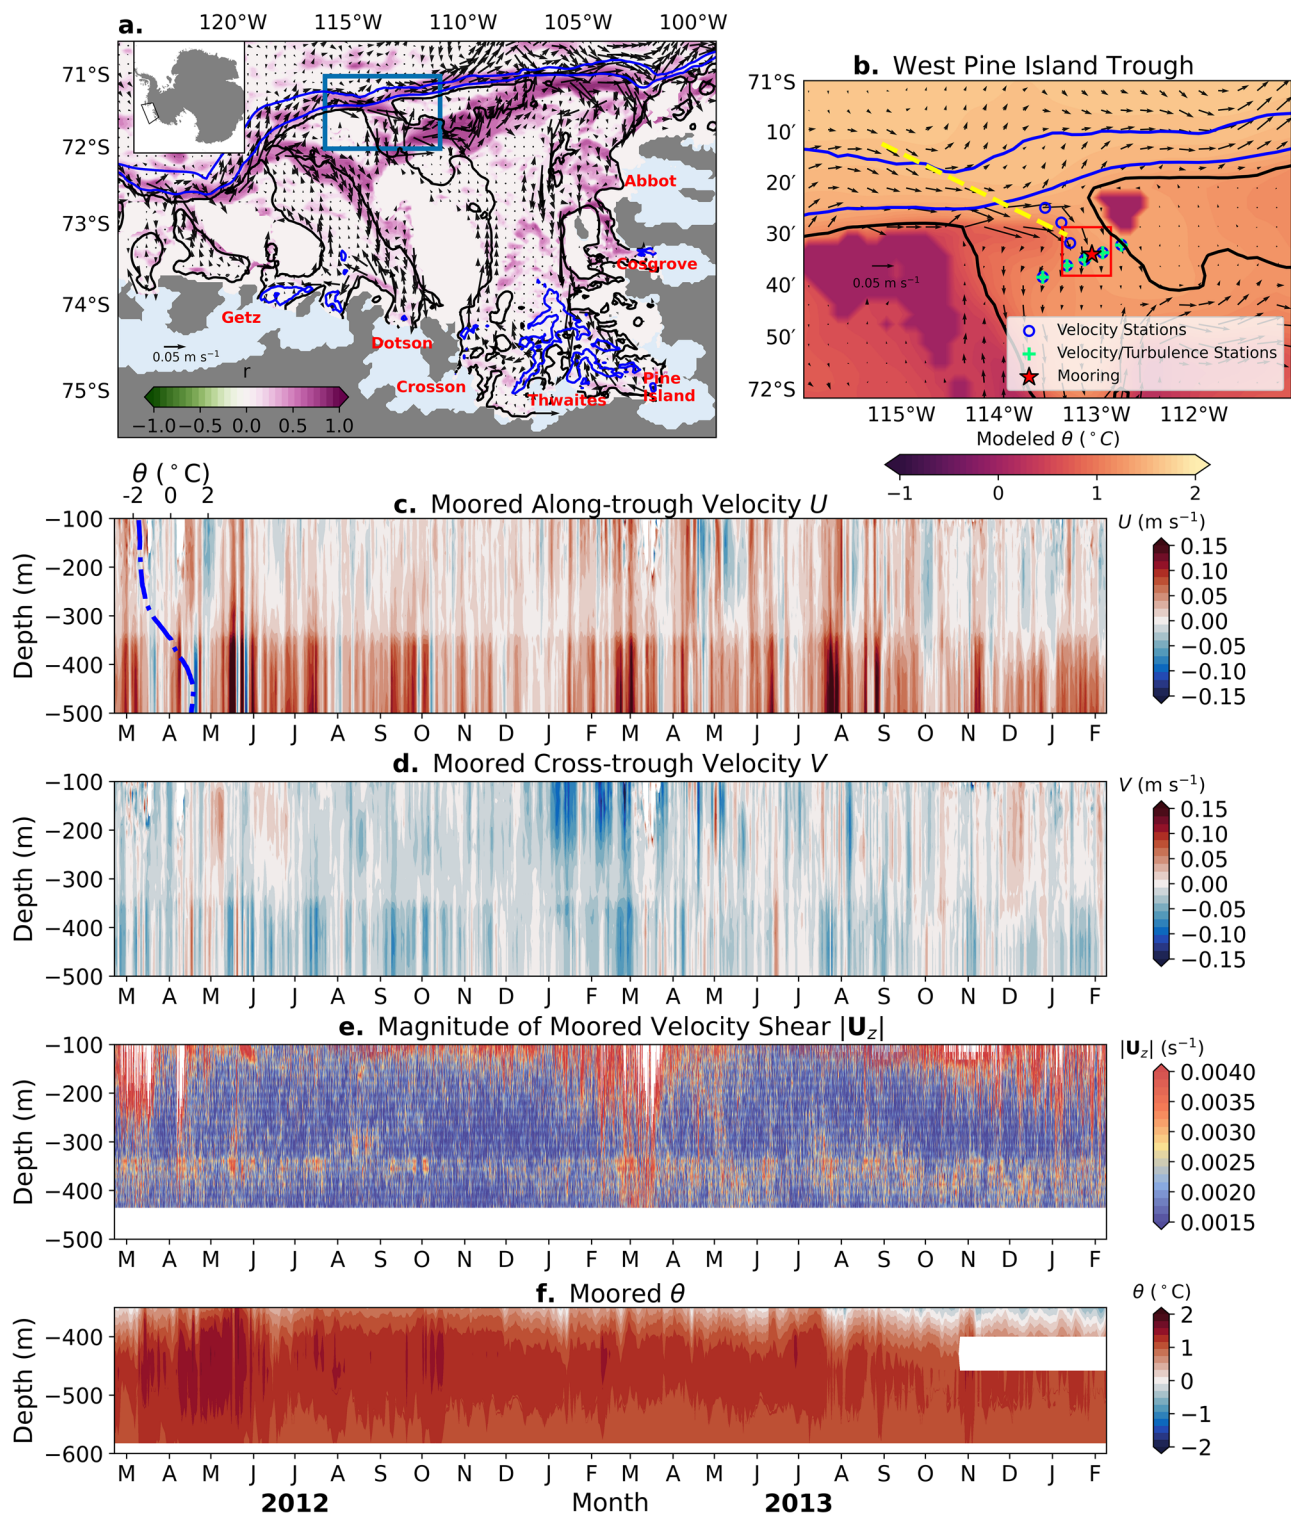 a.
120°W 115°W 110°W 105°W 100°W
71°S
72°S
73°S
74°S
75°S
Abbot
Cosgrove
Getz
Dotson
Crosson
Thwaites
Pine
Island
0.05 m s⁻¹
r
−1.0 −0.5 0.0 0.5 1.0
b. West Pine Island Trough
71°S
10′
20′
30′
40′
50′
72°S
0.05 m s⁻¹
Velocity Stations
Velocity/Turbulence Stations
Mooring
115°W 114°W 113°W 112°W
Modeled θ (°C)
−1 0 1 2
θ (°C)
-2 0 2
c. Moored Along-trough Velocity U
Depth (m)
−100
−200
−300
−400
−500
M A M J J A S O N D J F M A M J J A S O N D J F
U (m s⁻¹)
0.15
0.10
0.05
0.00
−0.05
−0.10
−0.15
d. Moored Cross-trough Velocity V
Depth (m)
−100
−200
−300
−400
−500
M A M J J A S O N D J F M A M J J A S O N D J F
V (m s⁻¹)
0.15
0.10
0.05
0.00
−0.05
−0.10
−0.15
e. Magnitude of Moored Velocity Shear |U_z|
Depth (m)
−100
−200
−300
−400
−500
M A M J J A S O N D J F M A M J J A S O N D J F
|U_z| (s⁻¹)
0.0040
0.0035
0.0030
0.0025
0.0020
0.0015
f. Moored θ
Depth (m)
−400
−500
−600
M A M J J A S O N D J F M A M J J A S O N D J F
2012 Month 2013
θ (°C)
2
1
0
−1
−2